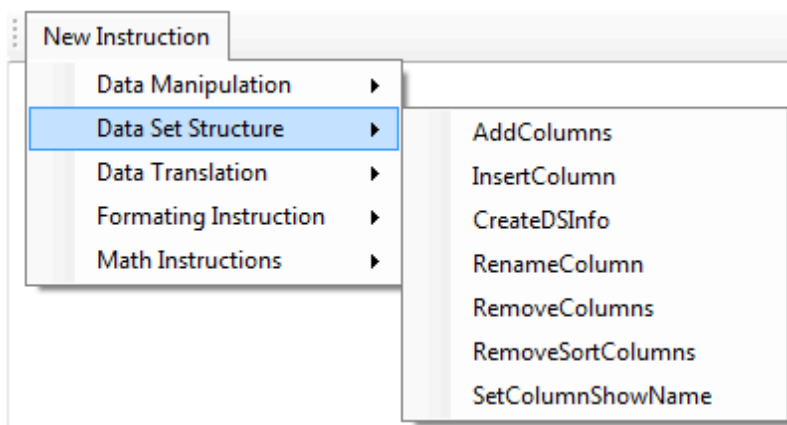 New Instruction
Data Manipulation
Data Set Structure
Data Translation
Formating Instruction
Math Instructions
AddColumns
InsertColumn
CreateDSInfo
RenameColumn
RemoveColumns
RemoveSortColumns
SetColumnShowName